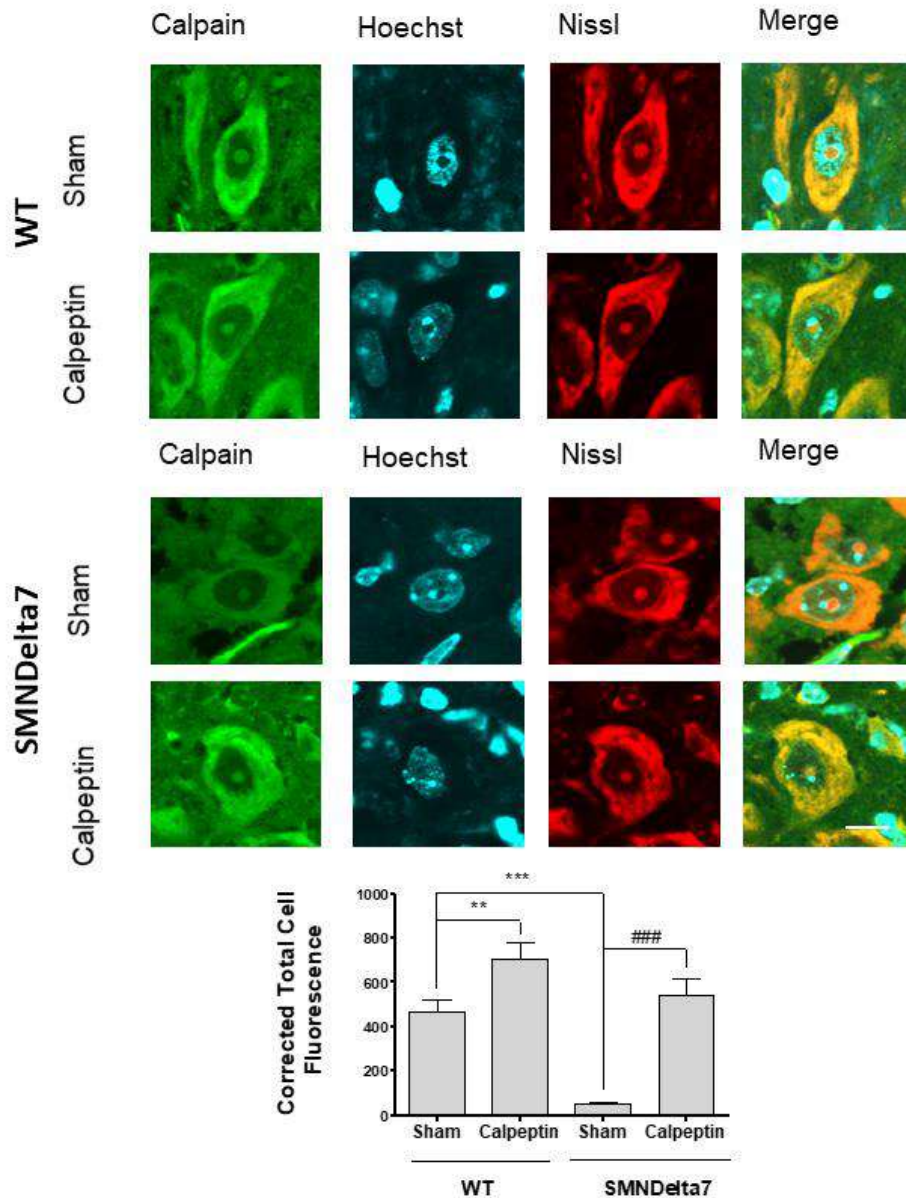 Calpain Hoechst Nissl Merge
WT
Sham
Calpeptin
Calpain Hoechst Nissl Merge
SMNDelta7
Sham
Calpeptin
Corrected Total Cell
Fluorescence
1000
800
600
400
200
0
***
**
###
Sham Calpeptin Sham Calpeptin
WT SMNDelta7